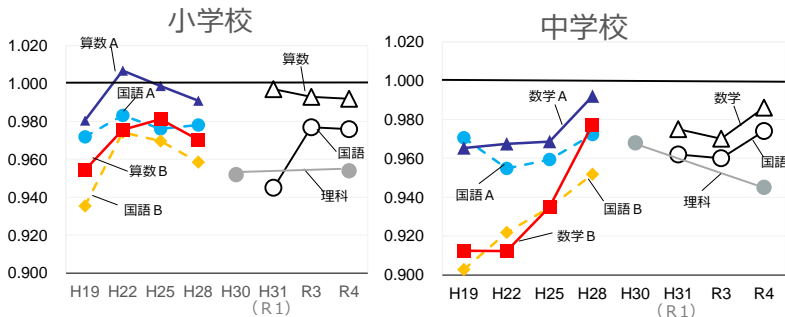 小学校
1.020
1.000
0.980
0.960
0.940
0.920
0.900
算数A
国語A
算数B
国語B
算数
国語
理科
H19 H22 H25 H28 H30 H31 R3 R4
（R1）
中学校
1.020
1.000
0.980
0.960
0.940
0.920
0.900
数学A
国語A
数学B
国語B
数学
国語
理科
H19 H22 H25 H28 H30 H31 R3 R4
（R1）